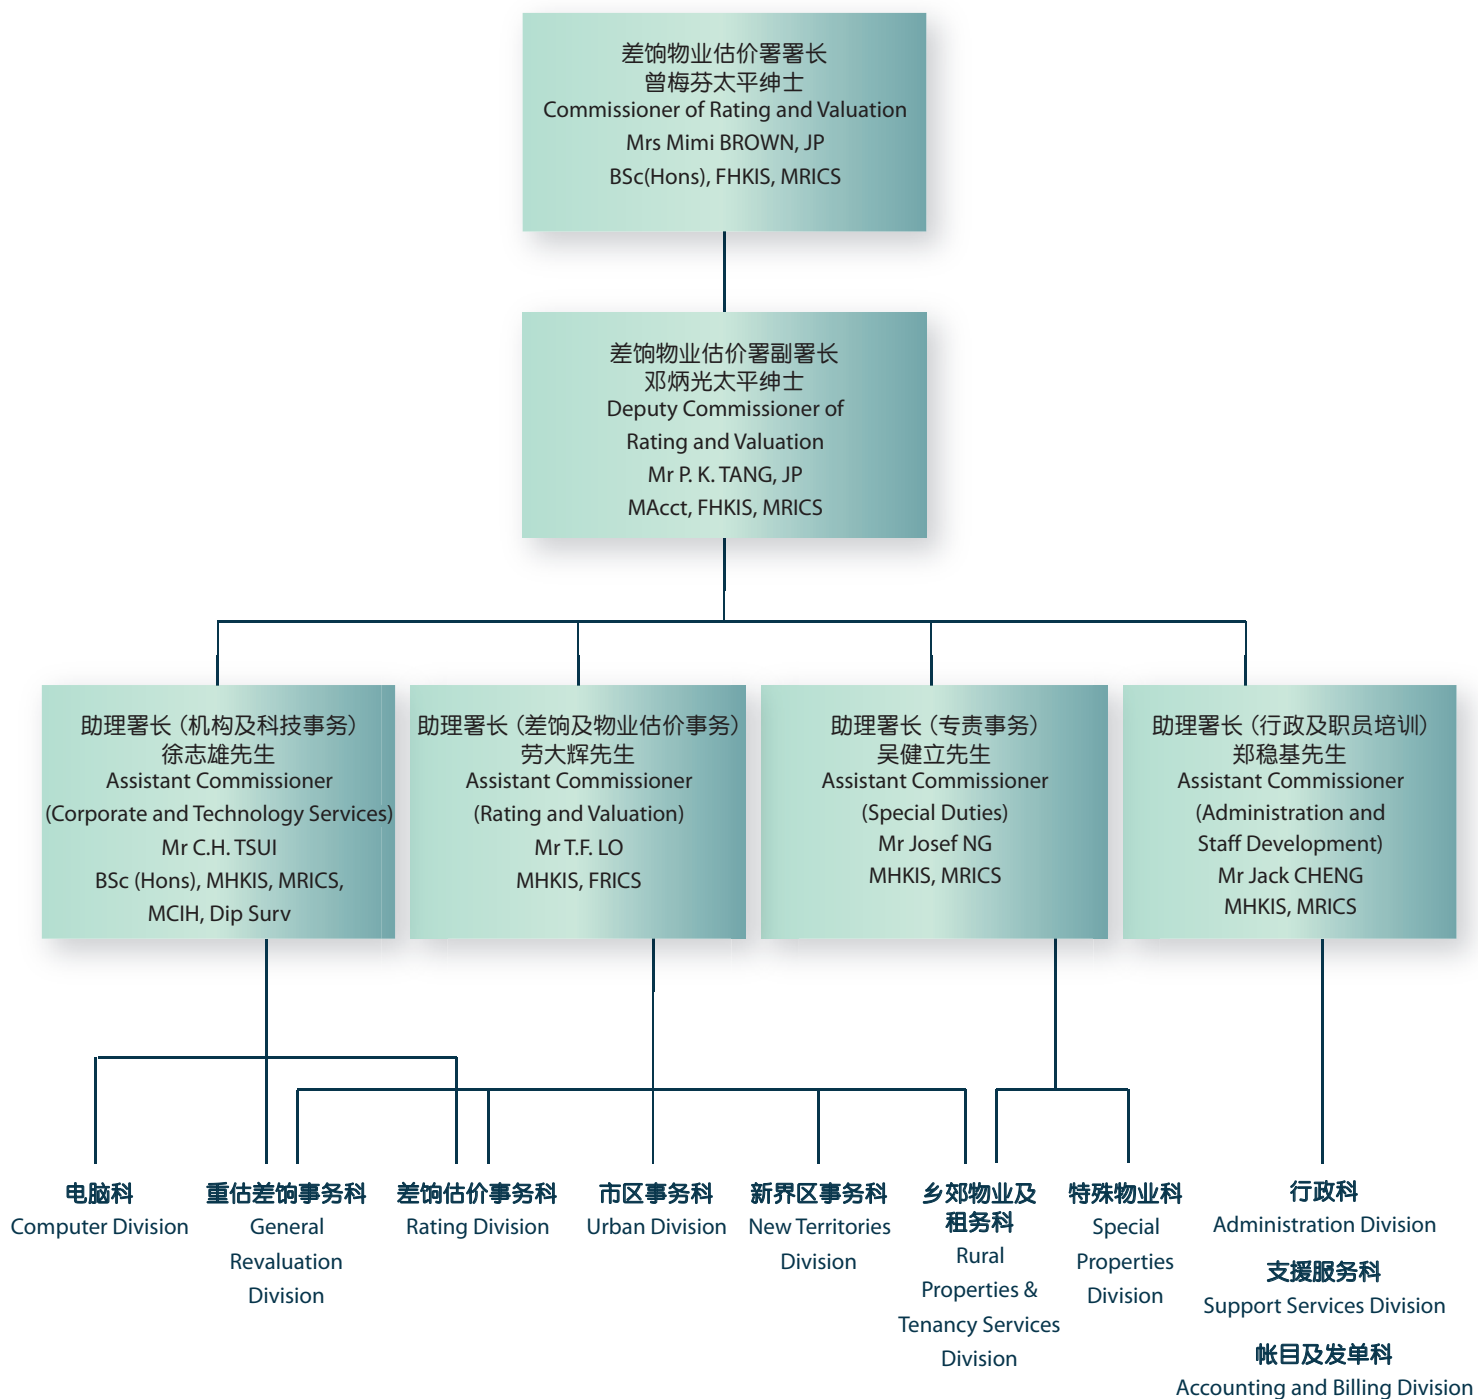 差饷物业估价署署长
曾梅芬太平绅士
Commissioner of Rating and Valuation
Mrs Mimi BROWN, JP
BSc(Hons), FHKIS, MRICS
差饷物业估价署副署长
邓炳光太平绅士
Deputy Commissioner of
Rating and Valuation
Mr P. K. TANG, JP
MAcct, FHKIS, MRICS
助理署长 (机构及科技事务)
徐志雄先生
Assistant Commissioner
(Corporate and Technology Services)
Mr C.H. TSUI
BSc (Hons), MHKIS, MRICS,
MCIH, Dip Surv
助理署长 (差饷及物业估价事务)
劳大辉先生
Assistant Commissioner
(Rating and Valuation)
Mr T.F. LO
MHKIS, FRICS
助理署长 (专责事务)
吴健立先生
Assistant Commissioner
(Special Duties)
Mr Josef NG
MHKIS, MRICS
助理署长 (行政及职员培训)
郑稳基先生
Assistant Commissioner
(Administration and
Staff Development)
Mr Jack CHENG
MHKIS, MRICS
电脑科
Computer Division
重估差饷事务科
General
Revaluation
Division
差饷估价事务科
Rating Division
市区事务科
Urban Division
新界区事务科
New Territories
Division
乡郊物业及
租务科
Rural
Properties &
Tenancy Services
Division
特殊物业科
Special
Properties
Division
行政科
Administration Division
支援服务科
Support Services Division
帐目及发单科
Accounting and Billing Division